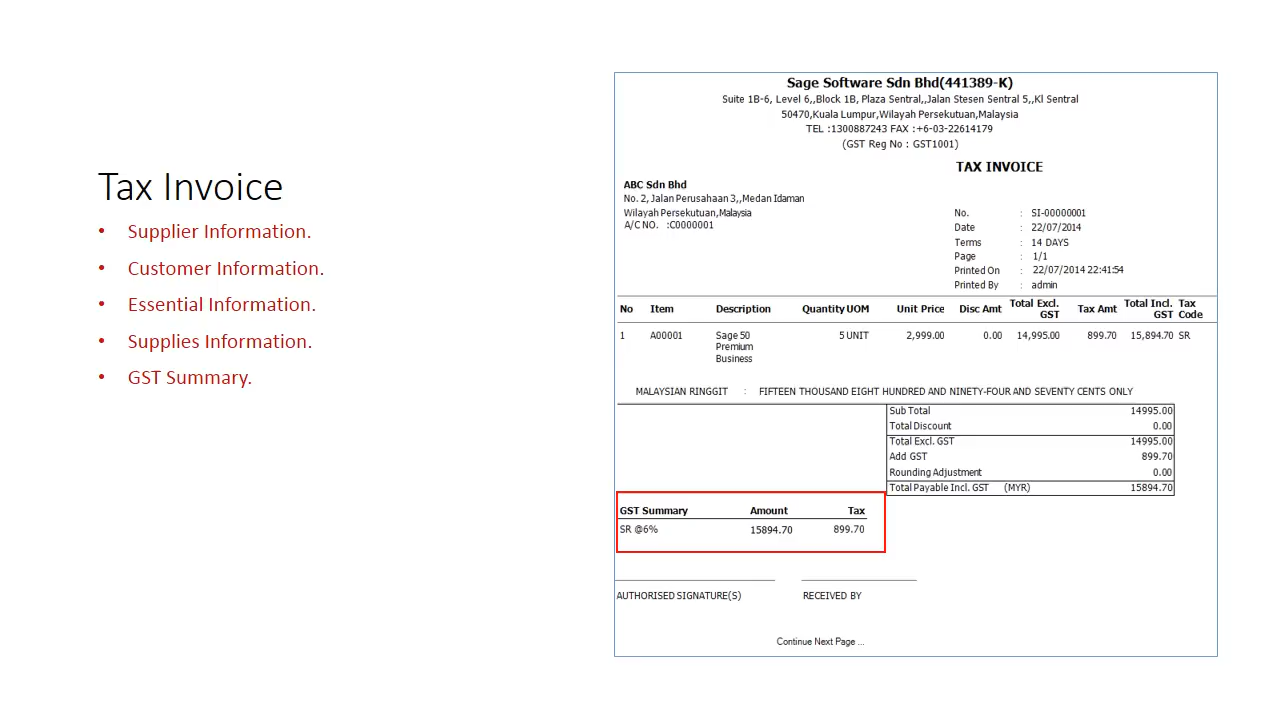 Tax Invoice
• Supplier Information.
• Customer Information.
• Essential Information.
• Supplies Information.
• GST Summary.
Sage Software Sdn Bhd(441389-K)
Suite 1B-6, Level 6,,Block 1B, Plaza Sentral,,Jalan Stesen Sentral 5,,Kl Sentral
50470,Kuala Lumpur,Wilayah Persekutuan,Malaysia
TEL :1300887243 FAX :+6-03-22614179
(GST Reg No : GST1001)
TAX INVOICE
ABC Sdn Bhd
No. 2, Jalan Perusahaan 3,,Medan Idaman
Wilayah Persekutuan,Malaysia
A/C NO. :C0000001
No. : SI-00000001
Date : 22/07/2014
Terms : 14 DAYS
Page : 1/1
Printed On : 22/07/2014 22:41:54
Printed By : admin
No Item Description Quantity UOM Unit Price Disc Amt Total Excl. GST Tax Amt Total Incl. GST Tax Code
1 A00001 Sage 50 Premium Business 5 UNIT 2,999.00 0.00 14,995.00 899.70 15,894.70 SR
MALAYSIAN RINGGIT : FIFTEEN THOUSAND EIGHT HUNDRED AND NINETY-FOUR AND SEVENTY CENTS ONLY
Sub Total 14995.00
Total Discount 0.00
Total Excl. GST 14995.00
Add GST 899.70
Rounding Adjustment 0.00
Total Payable Incl. GST (MYR) 15894.70
GST Summary Amount Tax
SR @6% 15894.70 899.70
AUTHORISED SIGNATURE(S) RECEIVED BY
Continue Next Page ...